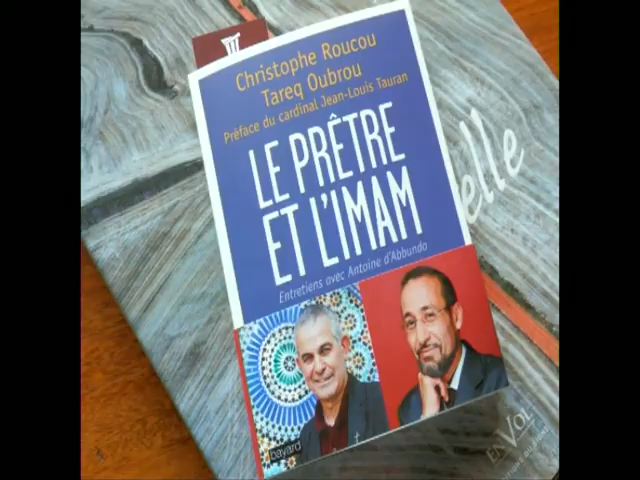 Christophe Roucou
Tareq Oubrou
Préface du cardinal Jean-Louis Tauran
LE PRÊTRE
ET L'IMAM
Entretiens avec Antoine d'Abbundo
bayard
elle
ENVOL